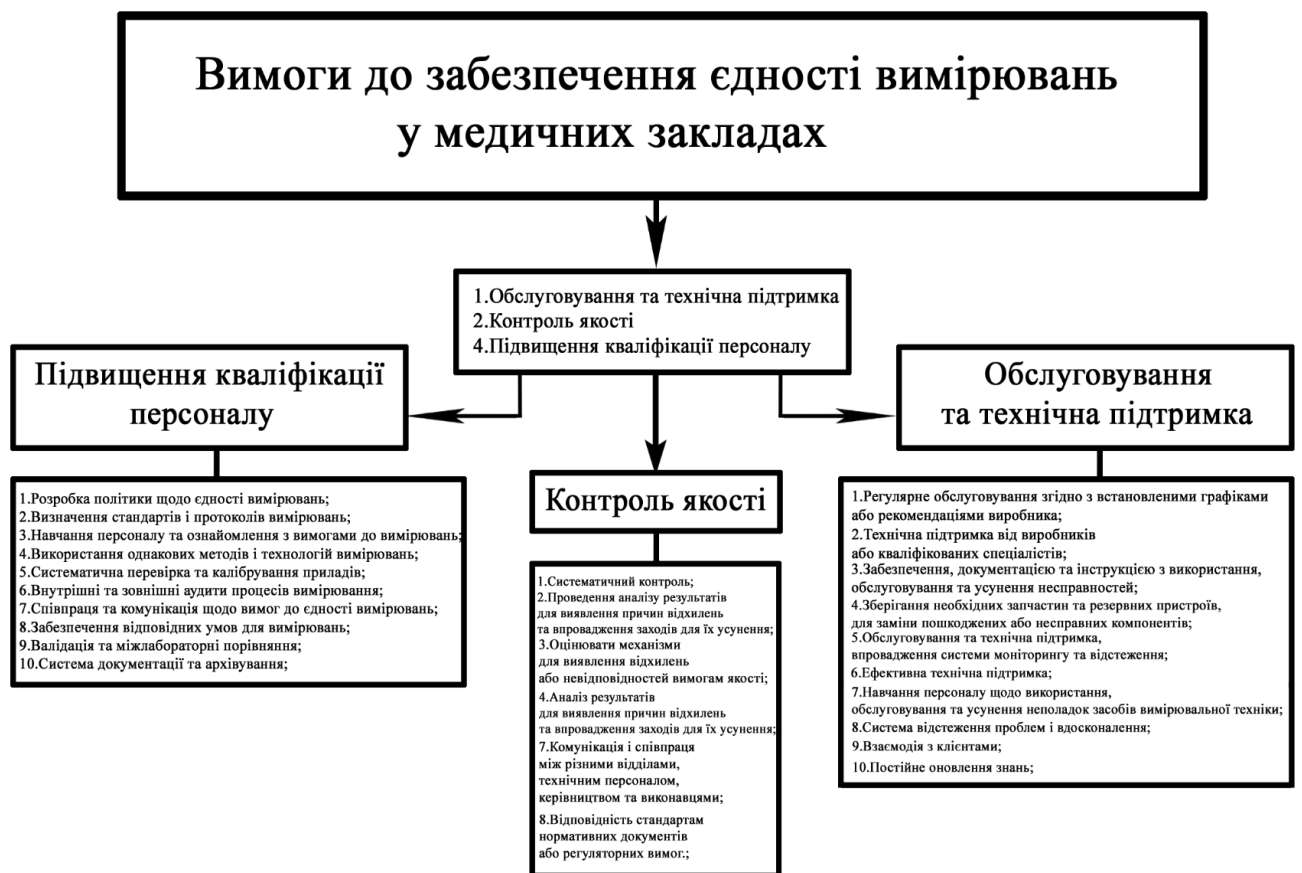 Вимоги до забезпечення єдності вимірювань
у медичних закладах
1.Обслуговування та технічна підтримка
2.Контроль якості
4.Підвищення кваліфікації персоналу
Підвищення кваліфікації
персоналу
1.Розробка політики щодо єдності вимірювань;
2.Визначення стандартів і протоколів вимірювань;
3.Навчання персоналу та ознайомлення з вимогами до вимірювань;
4.Використання однакових методів і технологій вимірювань;
5.Систематична перевірка та калібрування приладів;
6.Внутрішні та зовнішні аудити процесів вимірювання;
7.Співпраця та комунікація щодо вимог до єдності вимірювань;
8.Забезпечення відповідних умов для вимірювань;
9.Валідація та міжлабораторні порівняння;
10.Система документації та архівування;
Контроль якості
1.Систематичний контроль;
2.Проведення аналізу результатів
для виявлення причин відхилень
та впровадження заходів для їх усунення;
3.Оцінювати механізми
для виявлення відхилень
або невідповідностей вимогам якості;
4.Аналіз результатів
для виявлення причин відхилень
та впровадження заходів для їх усунення;
7.Комунікація і співпраця
між різними відділами,
технічним персоналом,
керівництвом та виконавцями;
8.Відповідність стандартам
нормативних документів
або регуляторних вимог.;
Обслуговування
та технічна підтримка
1.Регулярне обслуговування згідно з встановленими графіками
або рекомендаціями виробника;
2.Технічна підтримка від виробників
або кваліфікованих спеціалістів;
3.Забезпечення, документацією та інструкцією з використання,
обслуговування та усунення несправностей;
4.Зберігання необхідних запчастин та резервних пристроїв,
для заміни пошкоджених або несправних компонентів;
5.Обслуговування та технічна підтримка,
впровадження системи моніторингу та відстеження;
6.Ефективна технічна підтримка;
7.Навчання персоналу щодо використання,
обслуговування та усунення неполадок засобів вимірювальної техніки;
8.Система відстеження проблем і вдосконалення;
9.Взаємодія з клієнтами;
10.Постійне оновлення знань;